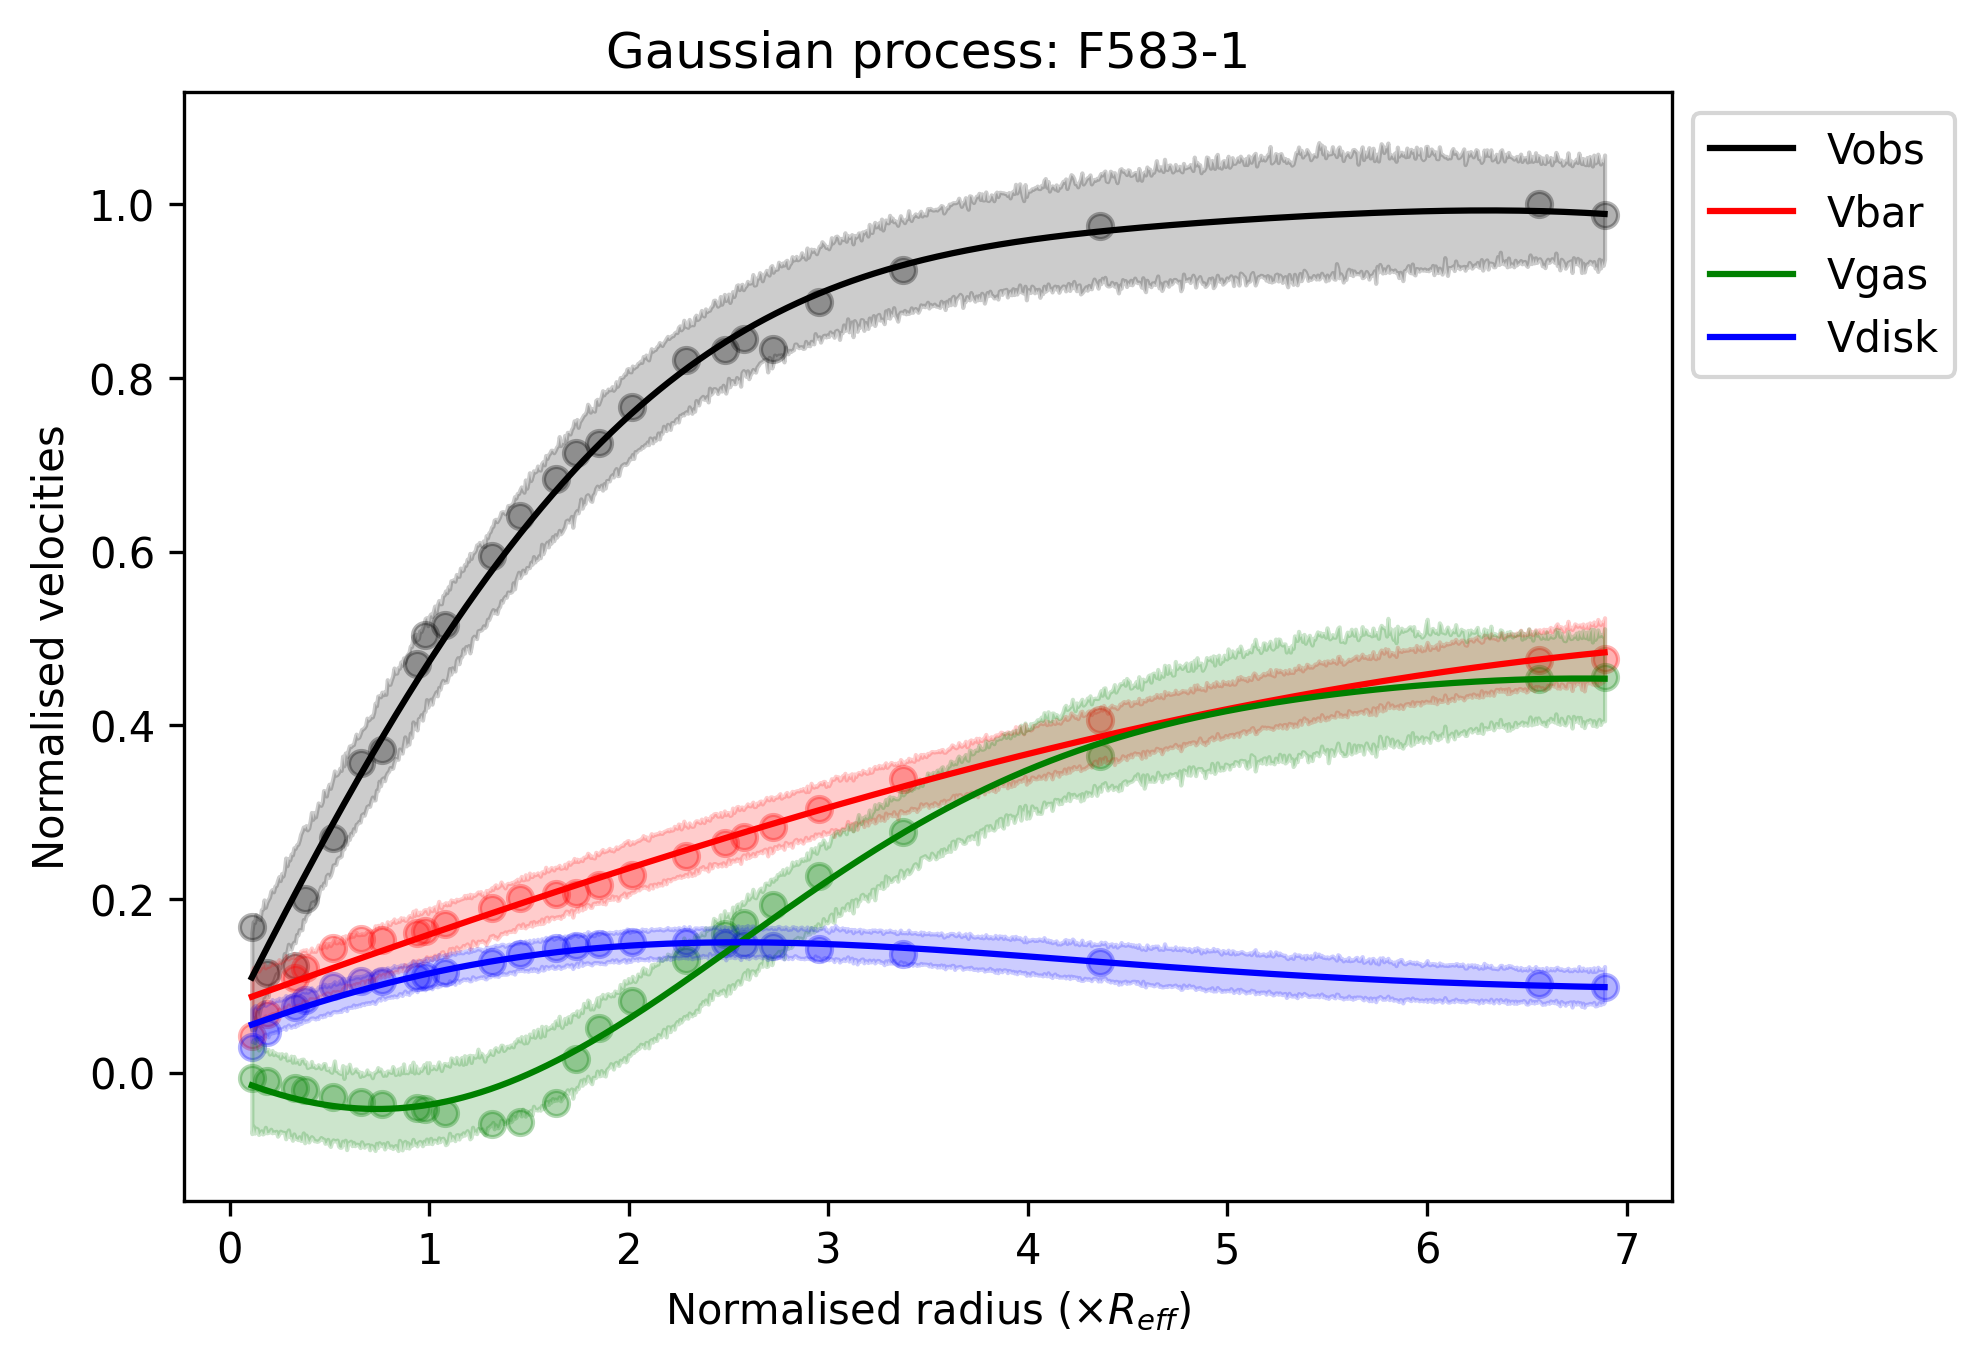 Gaussian process: F583-1
Vobs
Vbar
Vgas
Vdisk
Normalised velocities
1.0
0.8
0.6
0.4
0.2
0.0
0 1 2 3 4 5 6 7
Normalised radius (×R_eff)